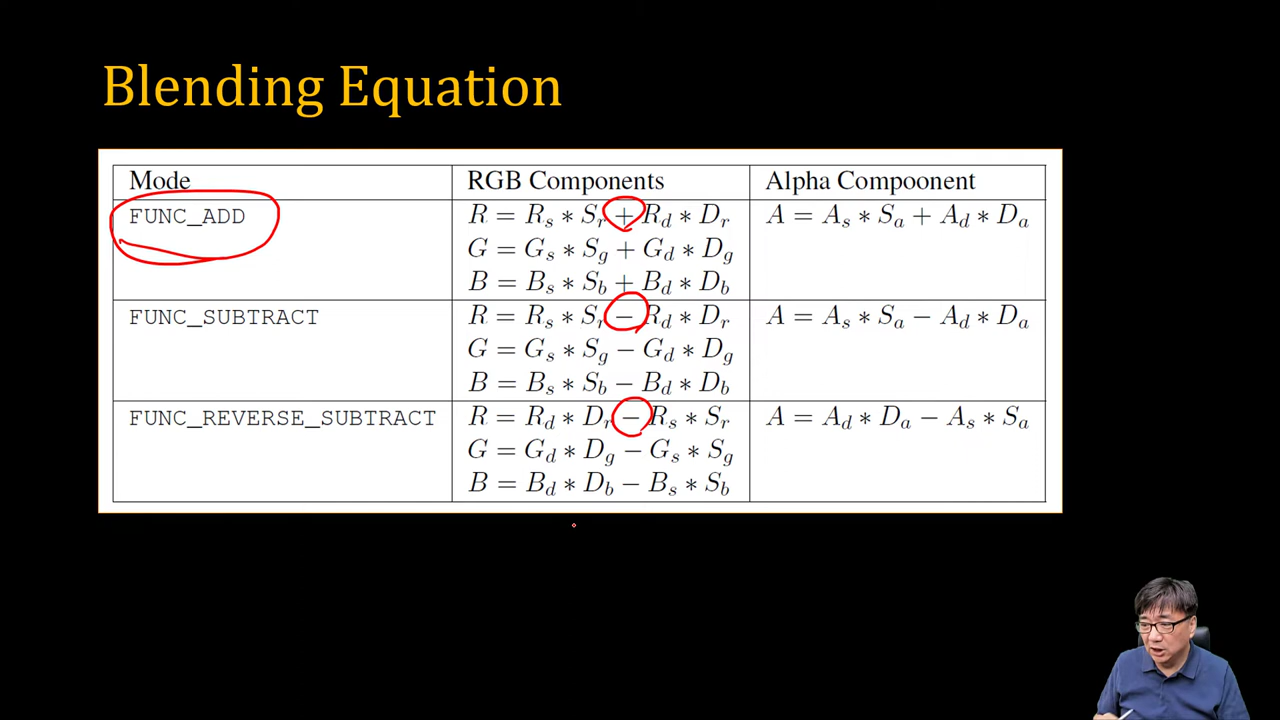 Blending Equation
Mode RGB Components Alpha Compoonent
FUNC_ADD R = R_s * S_r + R_d * D_r A = A_s * S_a + A_d * D_a
G = G_s * S_g + G_d * D_g
B = B_s * S_b + B_d * D_b
FUNC_SUBTRACT R = R_s * S_r − R_d * D_r A = A_s * S_a − A_d * D_a
G = G_s * S_g − G_d * D_g
B = B_s * S_b − B_d * D_b
FUNC_REVERSE_SUBTRACT R = R_d * D_r − R_s * S_r A = A_d * D_a − A_s * S_a
G = G_d * D_g − G_s * S_g
B = B_d * D_b − B_s * S_b